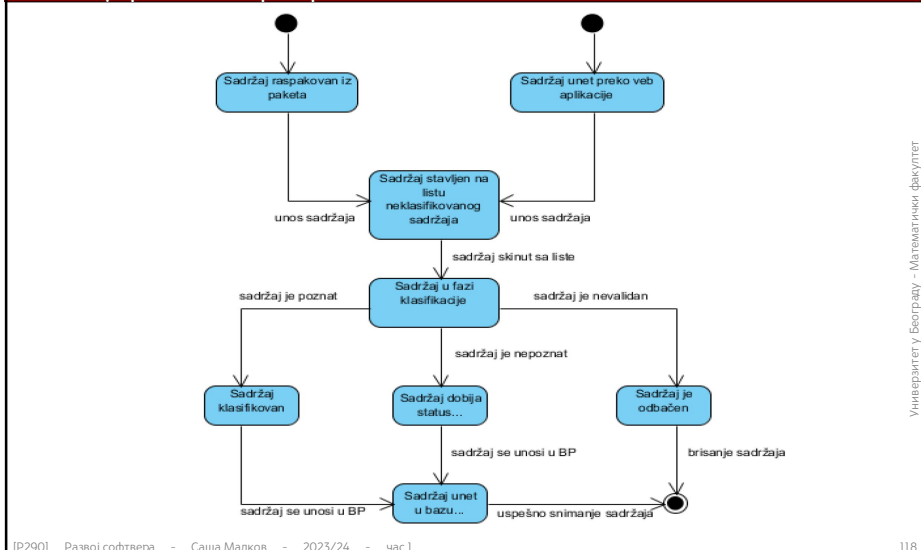 Sadržaj raspakovan iz
paketa
Sadržaj unet preko veb
aplikacije
Sadržaj stavljen na
listu
neklasifikovanog
sadržaja
unos sadržaja
unos sadržaja
sadržaj skinut sa liste
Sadržaj u fazi
klasifikacije
sadržaj je poznat
sadržaj je nevalidan
sadržaj je nepoznat
Sadržaj
klasifikovan
Sadržaj dobija
status...
Sadržaj je
odbačen
sadržaj se unosi u BP
brisanje sadržaja
Sadržaj unet
u bazu...
sadržaj se unosi u BP
uspešno snimanje sadržaja
Универзитет у Београду - Математички факултет
[Р290] Развој софтвера - Саша Малков - 2023/24 - час 1
118